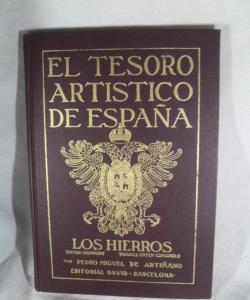 EL TESORO
ARTISTICO
DE ESPAÑA
LOS HIERROS
POR PEDRO MIGUEL DE ARTIÑANO
EDITORIAL DAVID - BARCELONA